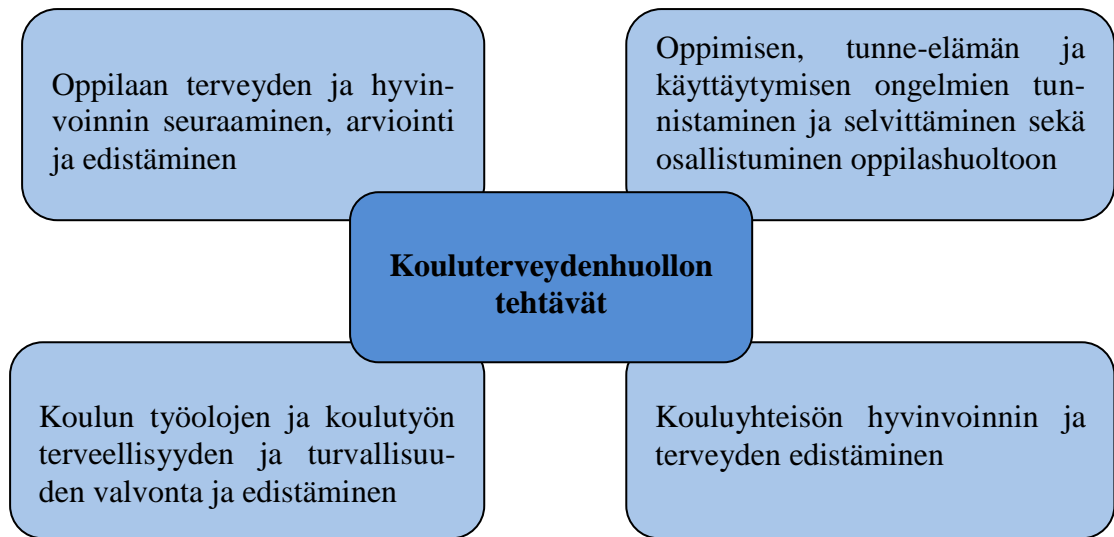 Oppilaan terveyden ja hyvin-
voinnin seuraaminen, arviointi
ja edistäminen
Oppimisen, tunne-elämän ja
käyttäytymisen ongelmien tun-
nistaminen ja selvittäminen sekä
osallistuminen oppilashuoltoon
Kouluterveydenhuollon
tehtävät
Koulun työolojen ja koulutyön
terveellisyyden ja turvallisuu-
den valvonta ja edistäminen
Kouluyhteisön hyvinvoinnin ja
terveyden edistäminen